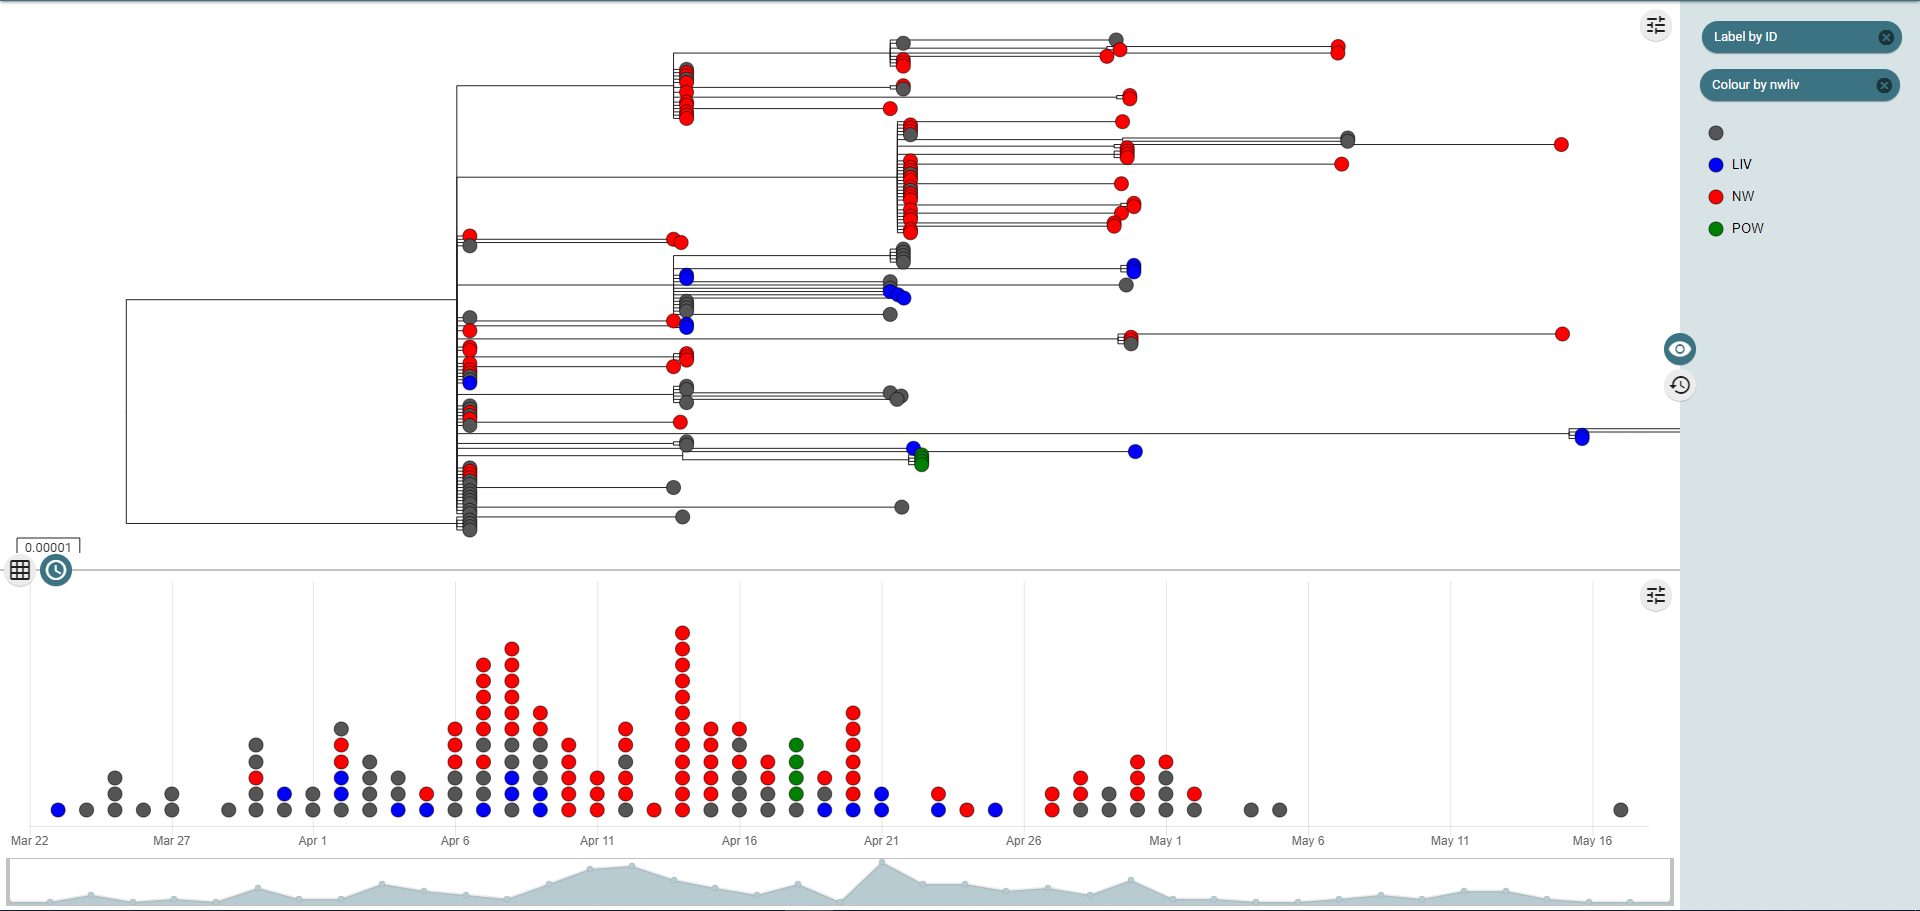 Label by ID
Colour by nwliv
LIV
NW
POW
0.00001
Mar 22
Mar 27
Apr 1
Apr 6
Apr 11
Apr 16
Apr 21
Apr 26
May 1
May 6
May 11
May 16